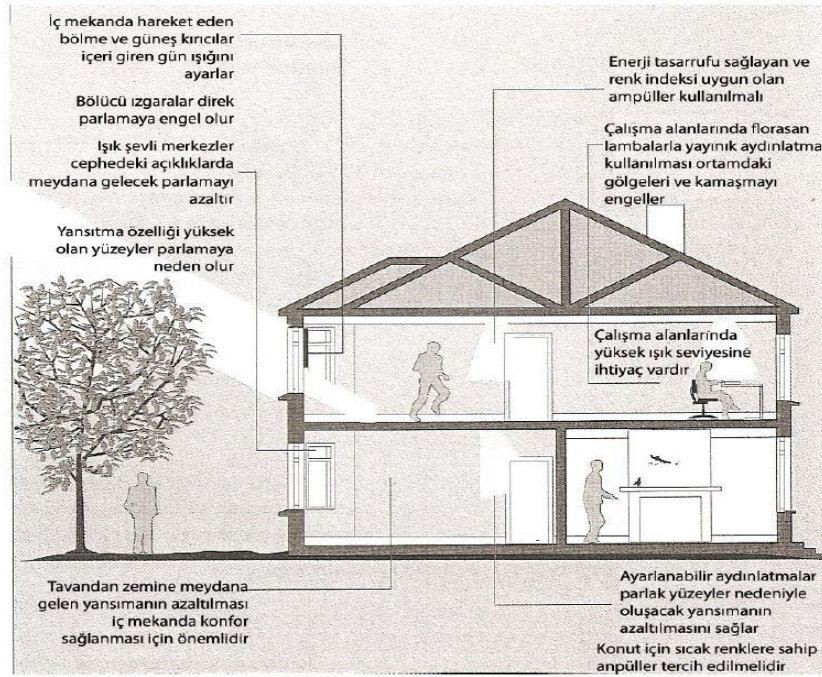 İç mekanda hareket eden
bölme ve güneş kırıcılar
içeri giren gün ışığını
ayarlar
Bölücü ızgaralar direk
parlamaya engel olur
Işık şevli merkezler
cephedeki açıklıklarda
meydana gelecek parlamayı
azaltır
Yansıtma özelliği yüksek
olan yüzeyler parlamaya
neden olur
Enerji tasarrufu sağlayan ve
renk indeksi uygun olan
ampüller kullanılmalı
Çalışma alanlarında florasan
lambalarla yayınık aydınlatma
kullanılması ortamdaki
gölgeleri ve kamaşmayı
engeller
Çalışma alanlarında
yüksek ışık seviyesine
ihtiyaç vardır
Tavandan zemine meydana
gelen yansımanın azaltılması
iç mekanda konfor
sağlanması için önemlidir
Ayarlanabilir aydınlatmalar
parlak yüzeyler nedeniyle
oluşacak yansımanın
azaltılmasını sağlar
Konut için sıcak renklere sahip
anpüller tercih edilmelidir